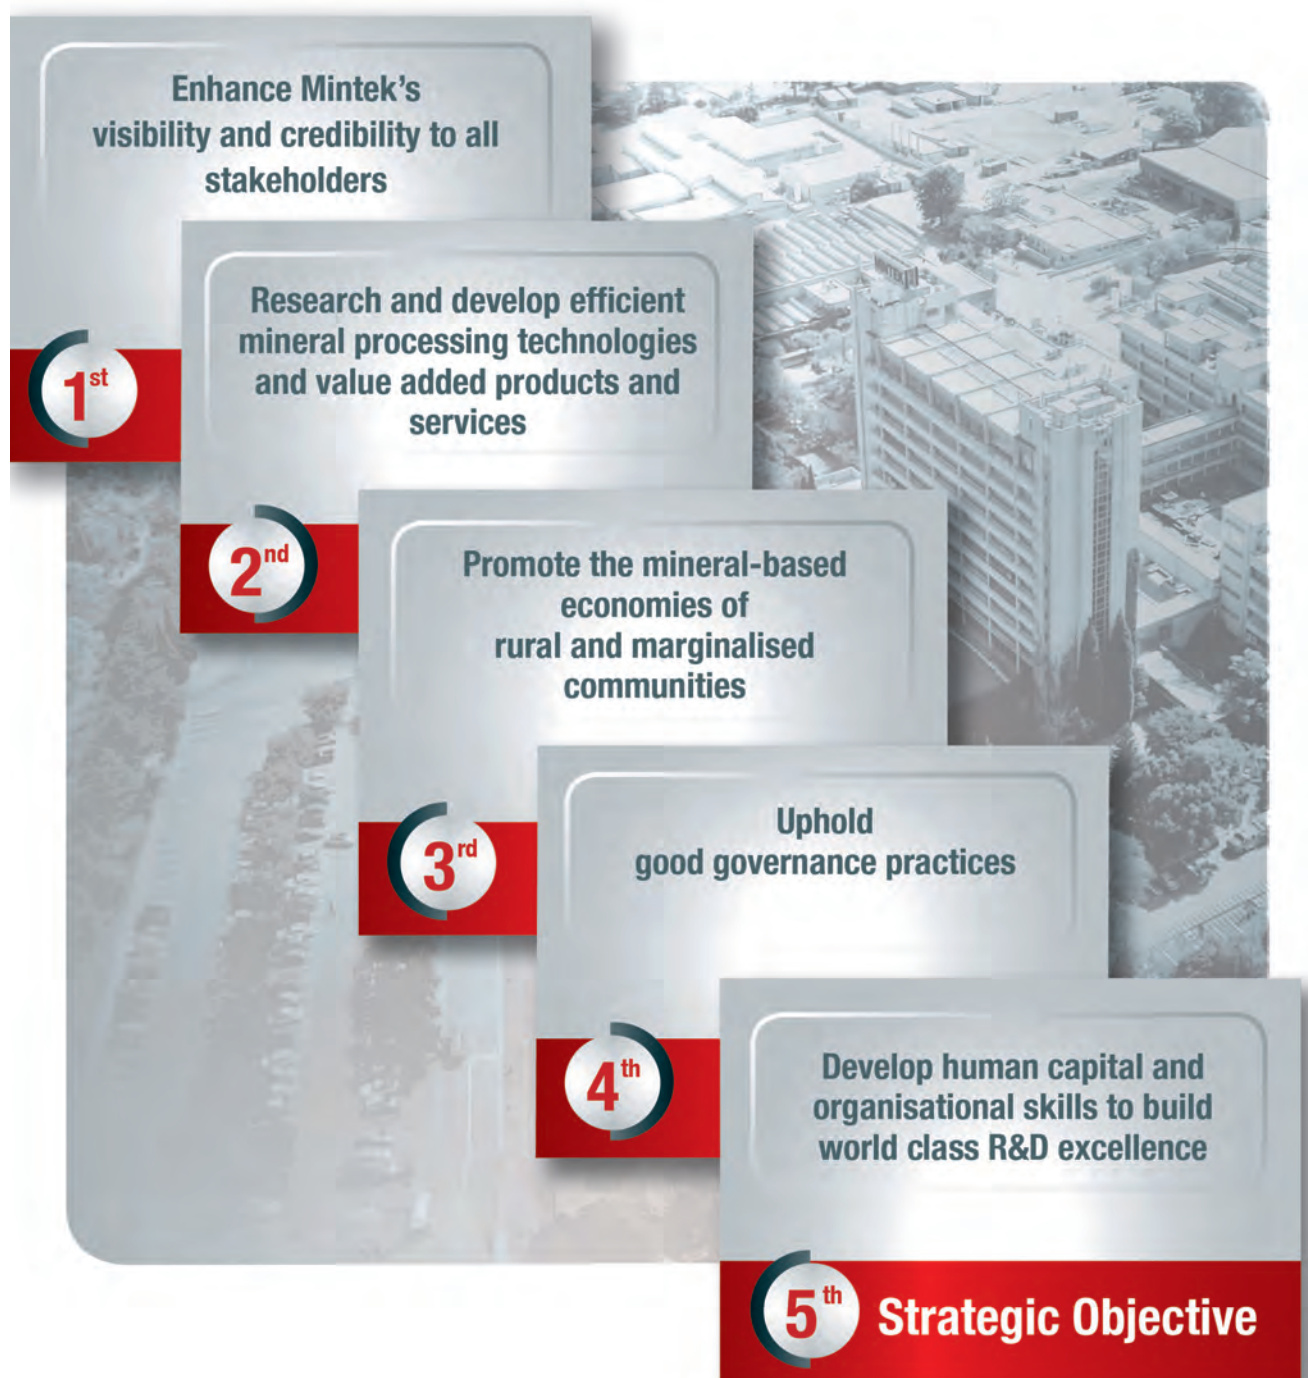 Enhance Mintek’s
visibility and credibility to all
stakeholders
1st
Research and develop efficient
mineral processing technologies
and value added products and
services
2nd
Promote the mineral-based
economies of
rural and marginalised
communities
3rd
Uphold
good governance practices
4th
Develop human capital and
organisational skills to build
world class R&D excellence
5th Strategic Objective